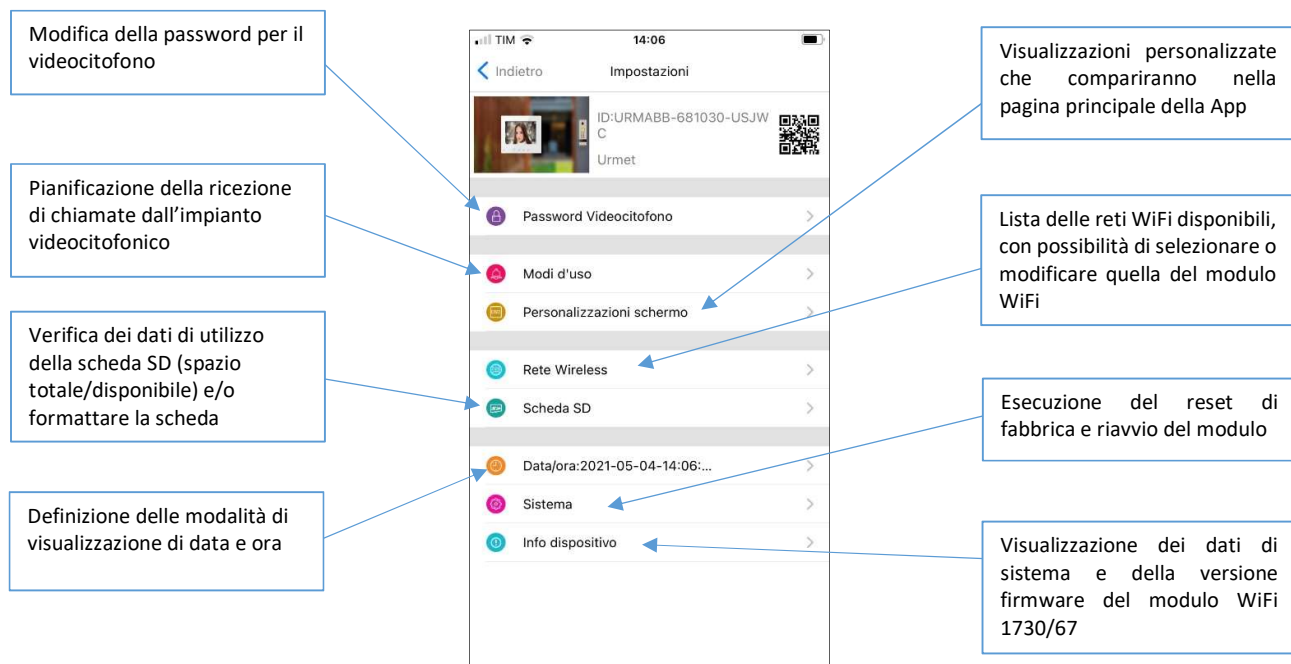 Modifica della password per il
videocitofono
Pianificazione della ricezione
di chiamate dall'impianto
videocitofonico
Verifica dei dati di utilizzo
della scheda SD (spazio
totale/disponibile) e/o
formattare la scheda
Definizione delle modalità di
visualizzazione di data e ora
TIM
14:06
Indietro
Impostazioni
ID:URMABB-681030-USJW
C
Urmet
Password Videocitofono
Modi d'uso
Personalizzazioni schermo
Rete Wireless
Scheda SD
Data/ora:2021-05-04-14:06:...
Sistema
Info dispositivo
Visualizzazioni personalizzate
che compariranno nella
pagina principale della App
Lista delle reti WiFi disponibili,
con possibilità di selezionare o
modificare quella del modulo
WiFi
Esecuzione del reset di
fabbrica e riavvio del modulo
Visualizzazione dei dati di
sistema e della versione
firmware del modulo WiFi
1730/67